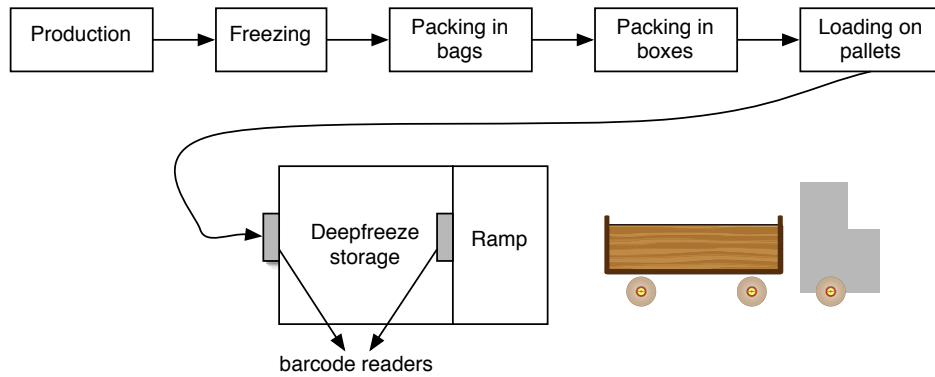 Production
Freezing
Packing in
bags
Packing in
boxes
Loading on
pallets
Deepfreeze
storage
Ramp
barcode readers